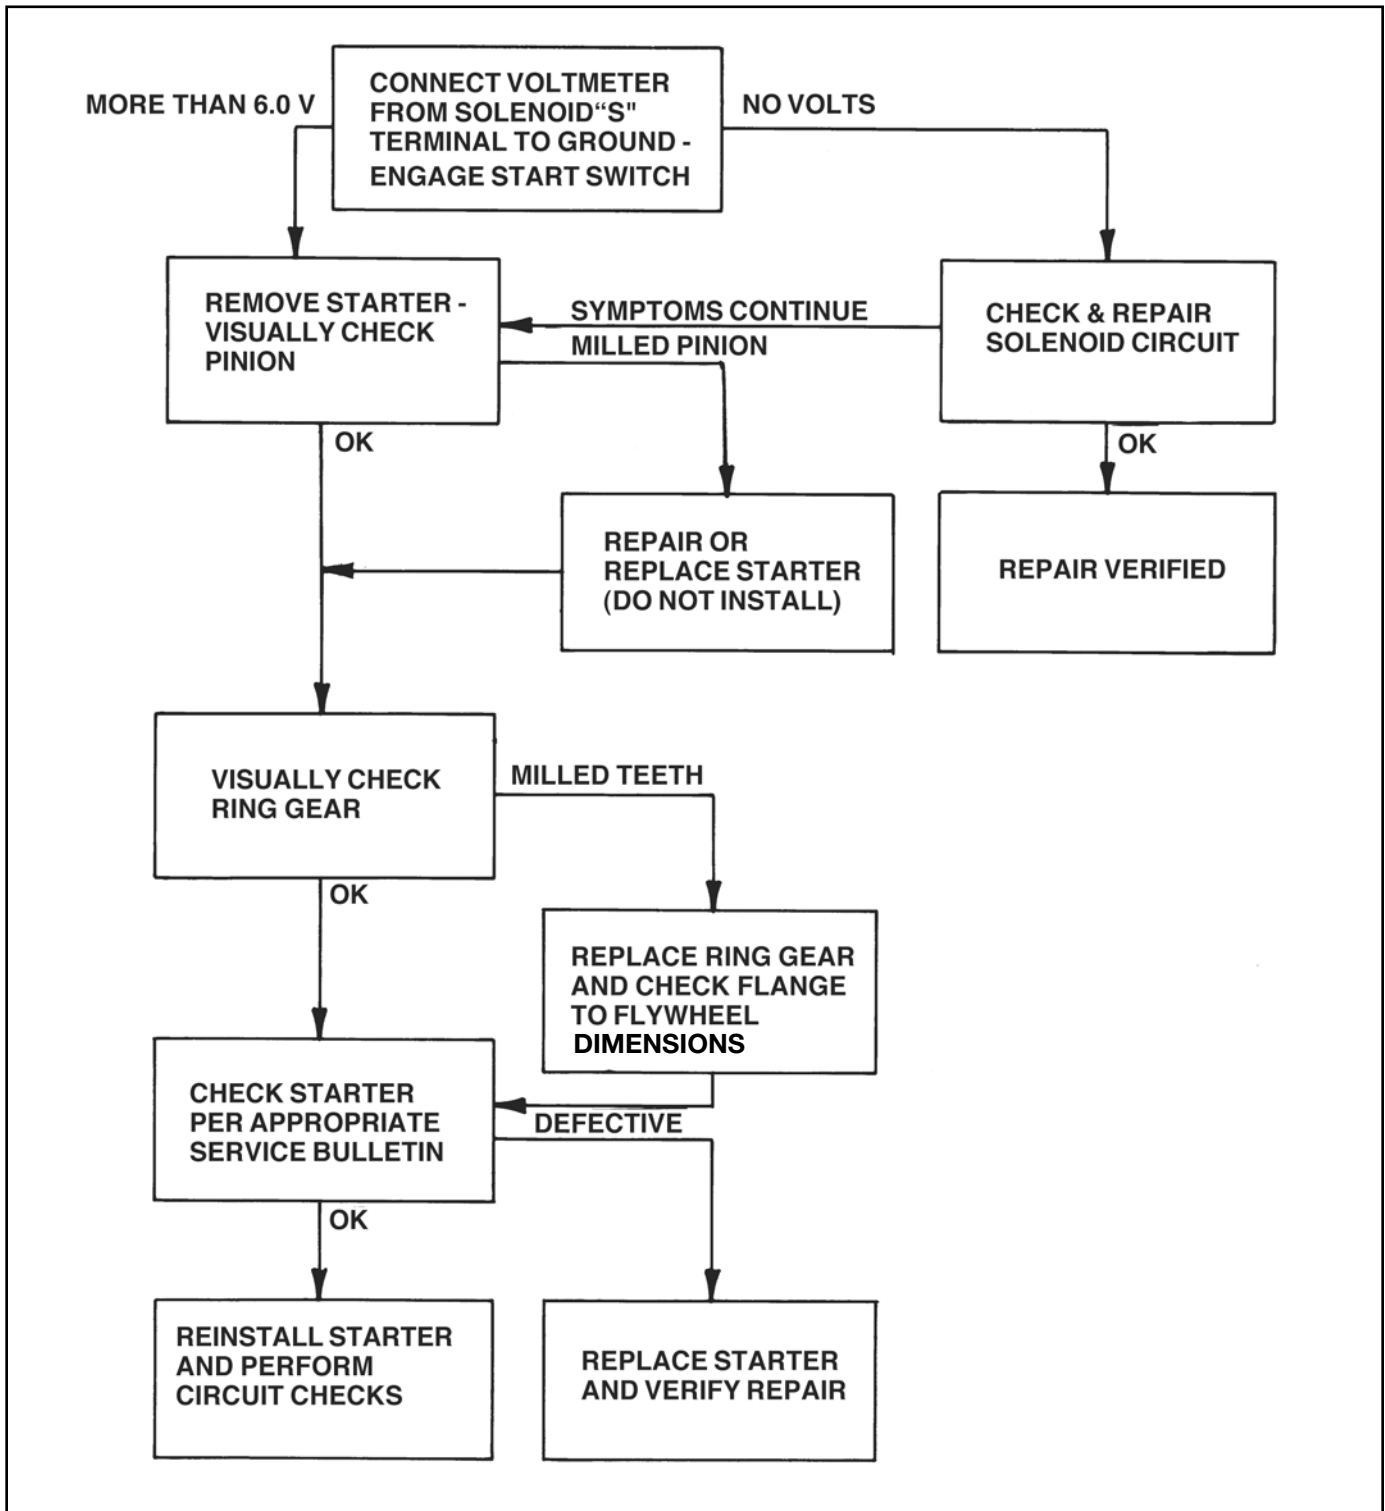 CONNECT VOLTMETER
FROM SOLENOID“S"
TERMINAL TO GROUND -
ENGAGE START SWITCH
MORE THAN 6.0 V
NO VOLTS
REMOVE STARTER -
VISUALLY CHECK
PINION
SYMPTOMS CONTINUE
MILLED PINION
CHECK & REPAIR
SOLENOID CIRCUIT
OK
OK
REPAIR OR
REPLACE STARTER
(DO NOT INSTALL)
REPAIR VERIFIED
VISUALLY CHECK
RING GEAR
MILLED TEETH
OK
REPLACE RING GEAR
AND CHECK FLANGE
TO FLYWHEEL
DIMENSIONS
CHECK STARTER
PER APPROPRIATE
SERVICE BULLETIN
DEFECTIVE
OK
REINSTALL STARTER
AND PERFORM
CIRCUIT CHECKS
REPLACE STARTER
AND VERIFY REPAIR